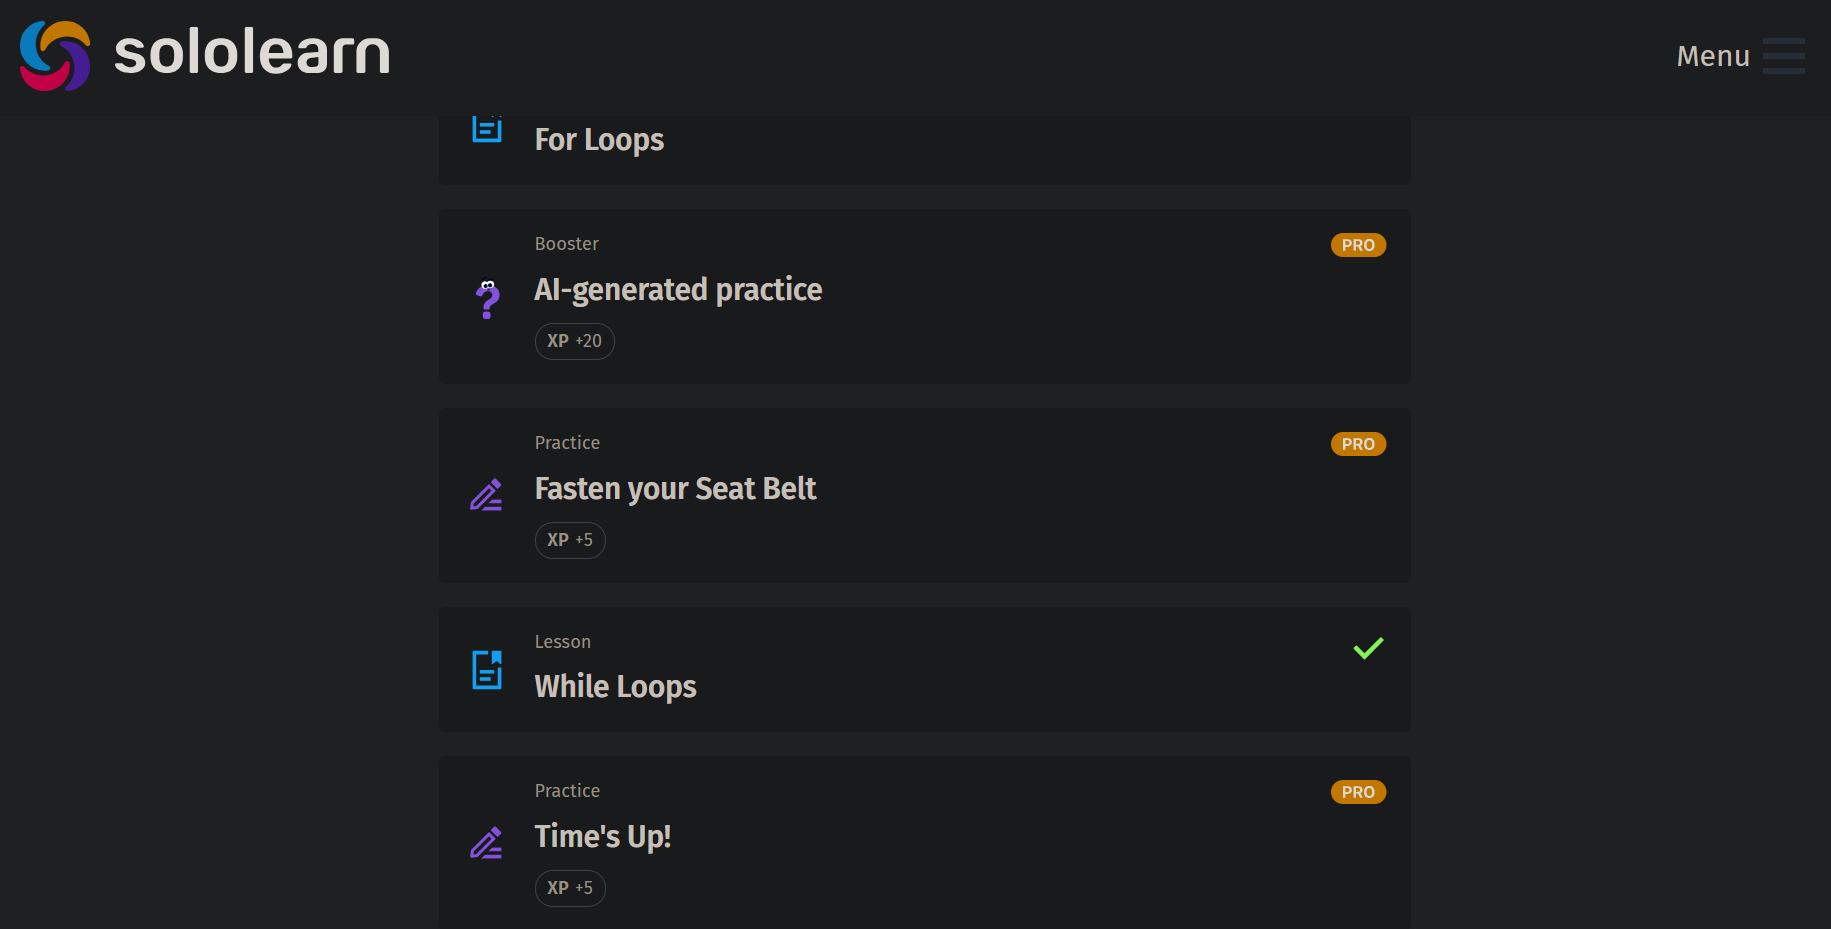 sololearn
Menu
For Loops
Booster
PRO
AI-generated practice
XP +20
Practice
PRO
Fasten your Seat Belt
XP +5
Lesson
While Loops
Practice
PRO
Time's Up!
XP +5